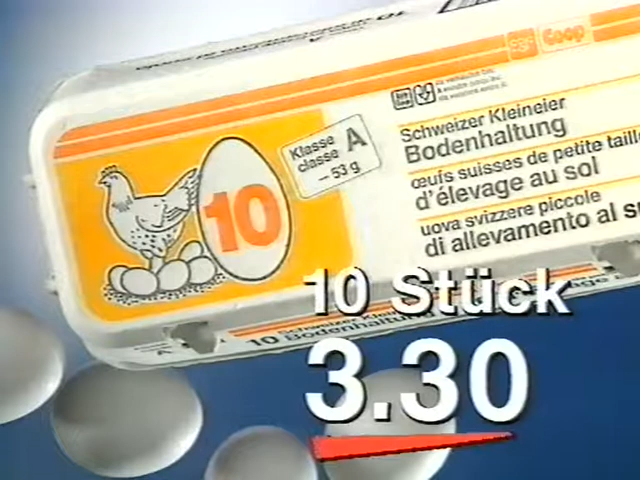 Coop
Klasse
classe A
–53 g
Schweizer Kleineier
Bodenhaltung
œufs suisses de petite taille
d'élevage au sol
uova svizzere piccole
di allevamento al s
10
10 Stück
10 Bodenhaltung
3.30